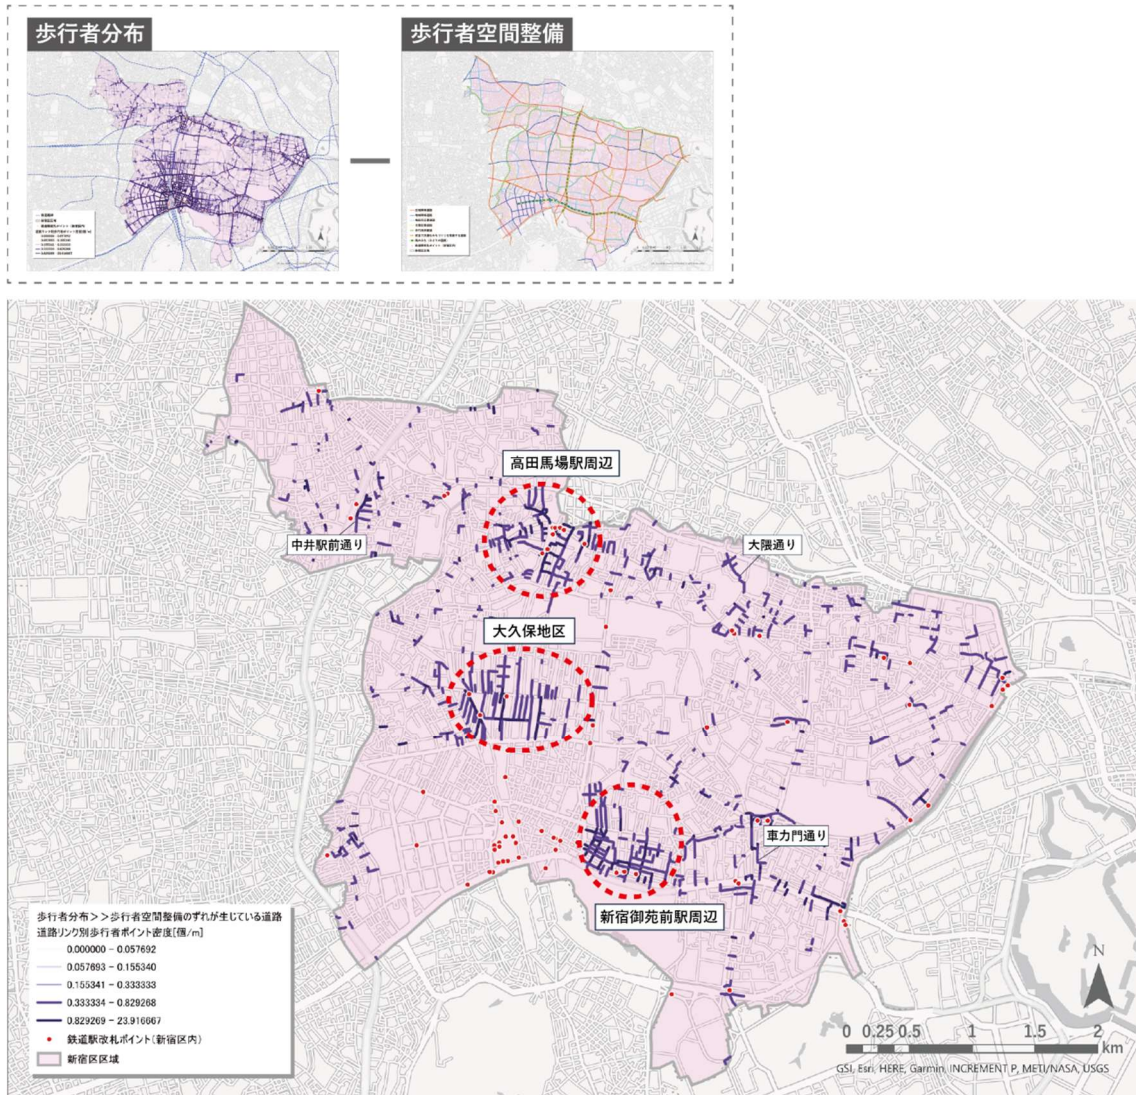 歩行者分布
歩行者空間整備
高田馬場駅周辺
中井駅前通り
大隈通り
大久保地区
車力門通り
新宿御苑前駅周辺
歩行者分布>>歩行者空間整備のずれが生じている道路
道路リンク別歩行者ポイント密度[個/m]
0.000000 - 0.057692
0.057693 - 0.155340
0.155341 - 0.333333
0.333334 - 0.829268
0.829269 - 23.916667
鉄道駅改札ポイント(新宿区内)
新宿区区域
N
0 0.25 0.5 1 1.5 2
km
GSI, Esri, HERE, Garmin, INCREMENT P, METI/NASA, USGS